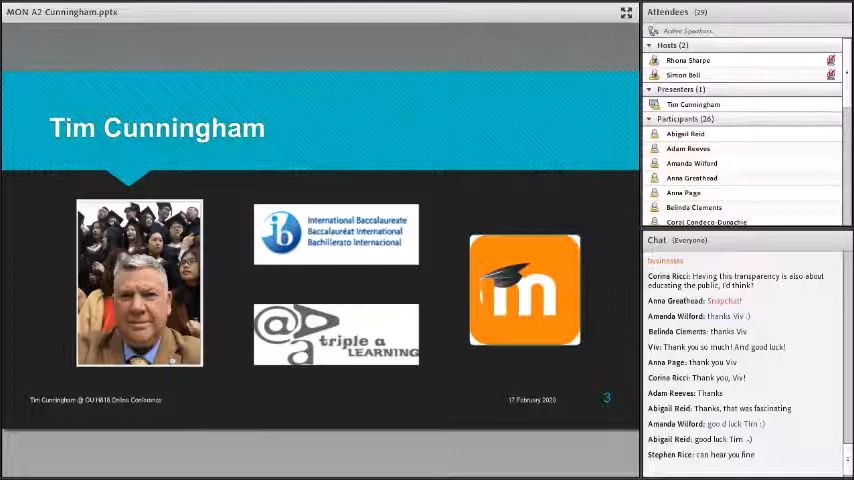 MON A2 Cunningham.pptx
Tim Cunningham
International Baccalaureate
Baccalauréat International
Bachillerato Internacional
triple a
LEARNING
m
Tim Cunningham @ OU H818 Online Conference
17 February 2020
3
Attendees (29)
Active Speakers
Hosts (2)
Rhona Sharpe
Simon Ball
Presenters (1)
Tim Cunningham
Participants (26)
Abigail Reid
Adam Reeves
Amanda Wilford
Anna Greathead
Anna Page
Belinda Clements
Coral Condeco-Dunachie
Chat (Everyone)
businesses
Corina Ricci: Having this transparency is also about
educating the public, I'd think?
Anna Greathead: Snapchat!
Amanda Wilford: thanks Viv :)
Belinda Clements: thanks Viv
Viv: Thank you so much! And good luck!
Anna Page: thank you Viv
Corina Ricci: Thank you, Viv!
Adam Reeves: Thanks
Abigail Reid: Thanks, that was fascinating
Amanda Wilford: goo d luck Tim :)
Abigail Reid: good luck Tim :-)
Stephen Rice: can hear you fine